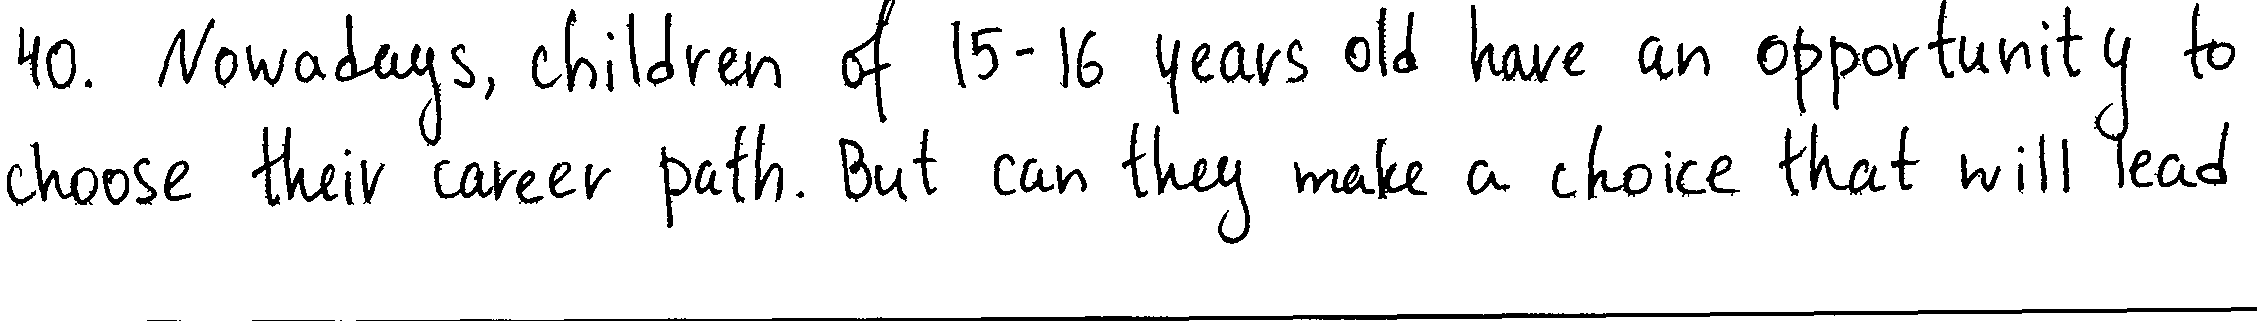 40. Nowadays, children of 15-16 years old have an opportunity to
choose their career path. But can they make a choice that will lead